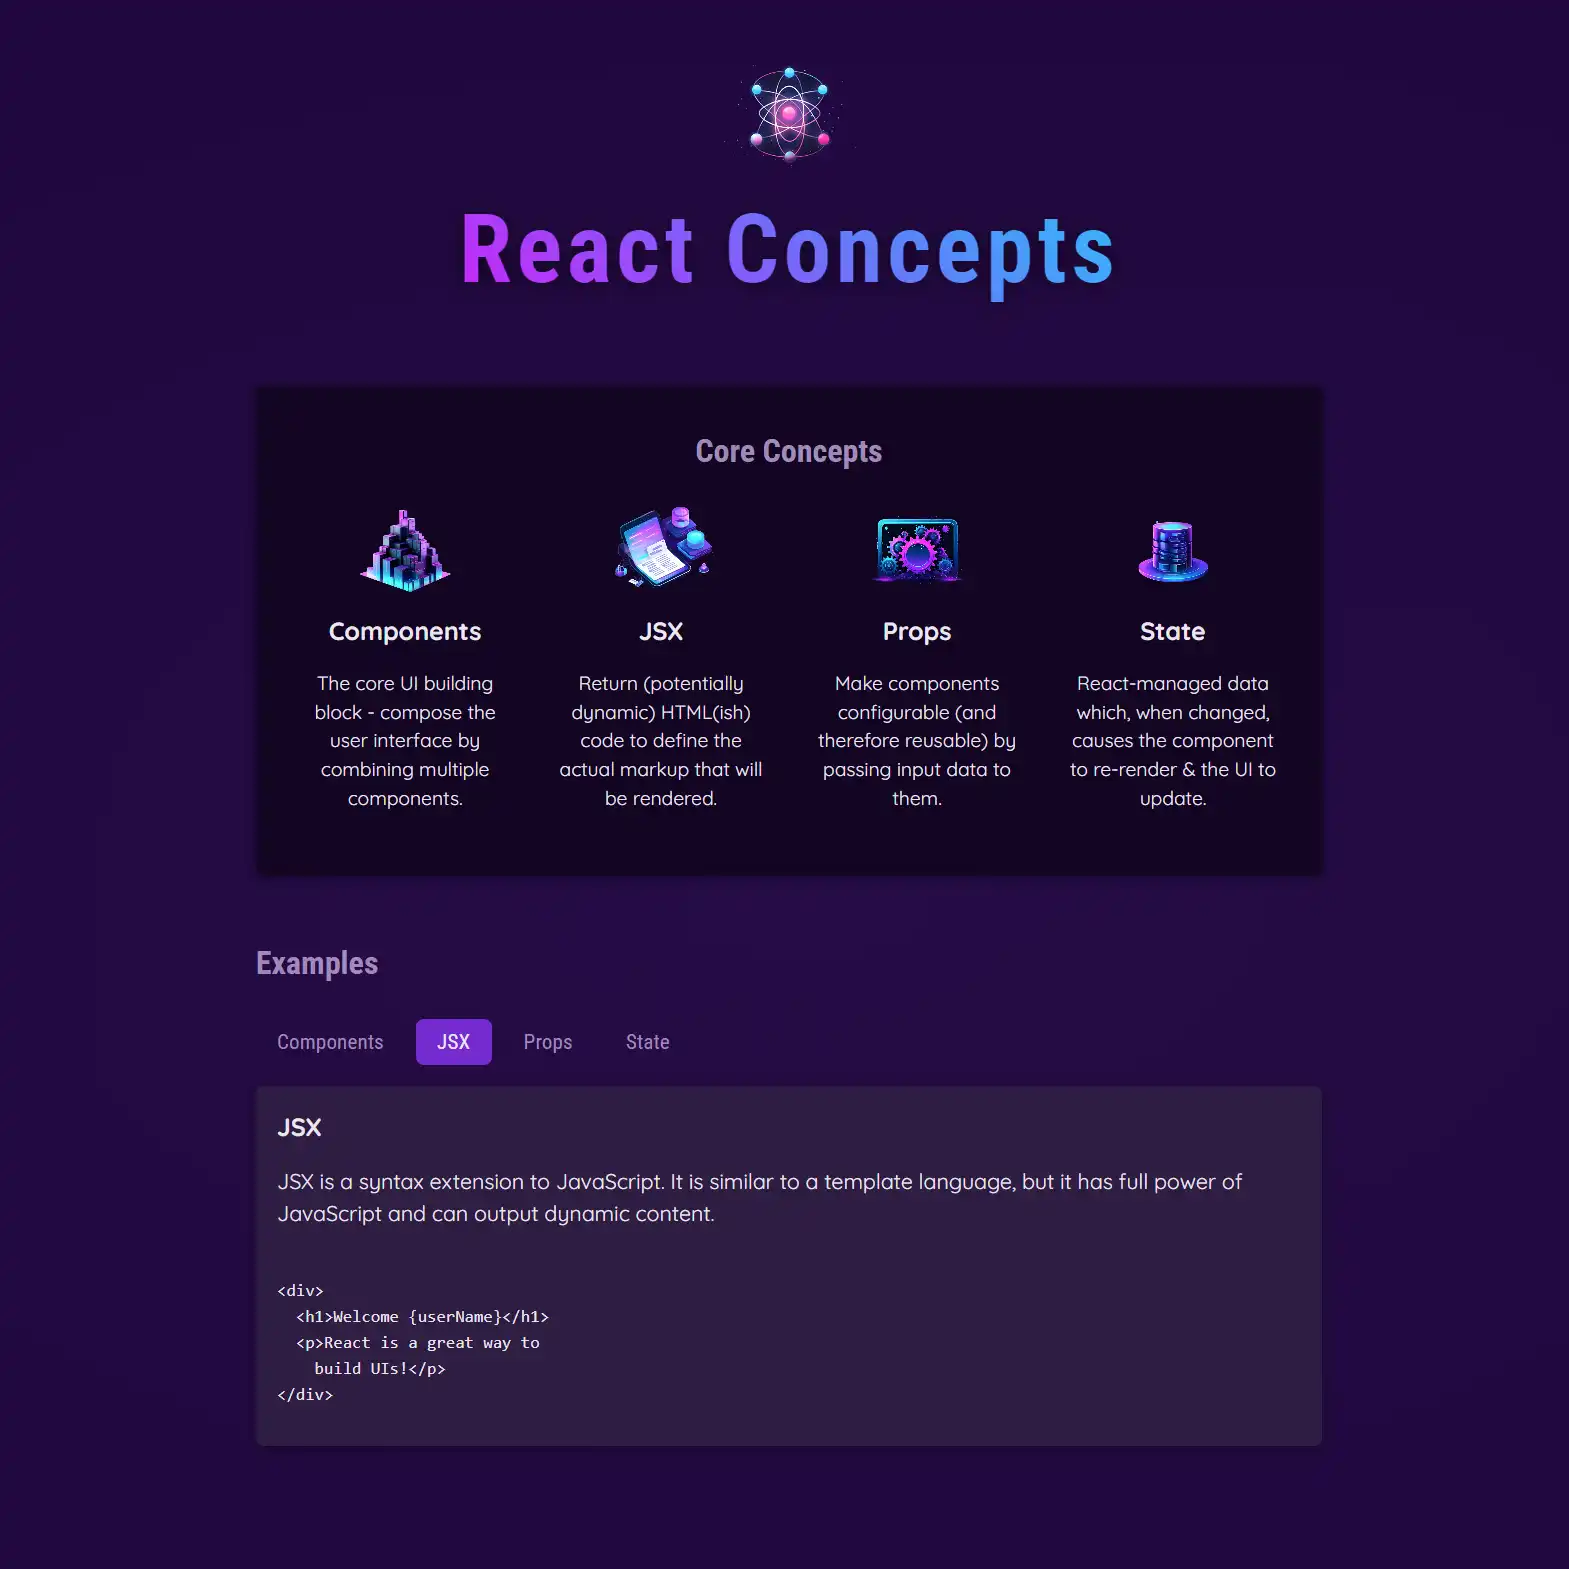 React Concepts
Core Concepts
Components
The core UI building
block - compose the
user interface by
combining multiple
components.
JSX
Return (potentially
dynamic) HTML(ish)
code to define the
actual markup that will
be rendered.
Props
Make components
configurable (and
therefore reusable) by
passing input data to
them.
State
React-managed data
which, when changed,
causes the component
to re-render & the UI to
update.
Examples
Components JSX Props State
JSX
JSX is a syntax extension to JavaScript. It is similar to a template language, but it has full power of
JavaScript and can output dynamic content.
<div>
  <h1>Welcome {userName}</h1>
  <p>React is a great way to
    build UIs!</p>
</div>